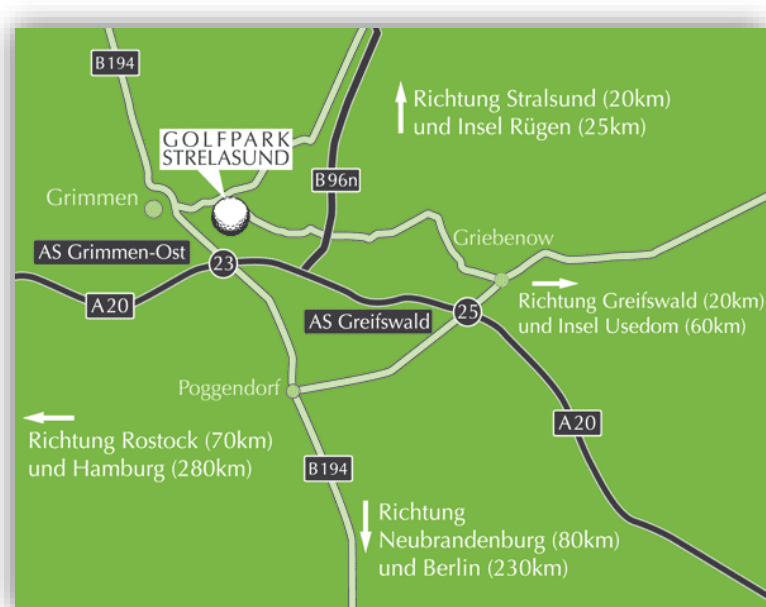 B194
Richtung Stralsund (20km)
und Insel Rügen (25km)
GOLFPARK
STRELASUND
B96n
Grimmen
Griebenow
AS Grimmen-Ost
23
A20
AS Greifswald
25
Richtung Greifswald (20km)
und Insel Usedom (60km)
Poggendorf
A20
Richtung Rostock (70km)
und Hamburg (280km)
B194
Richtung
Neubrandenburg (80km)
und Berlin (230km)